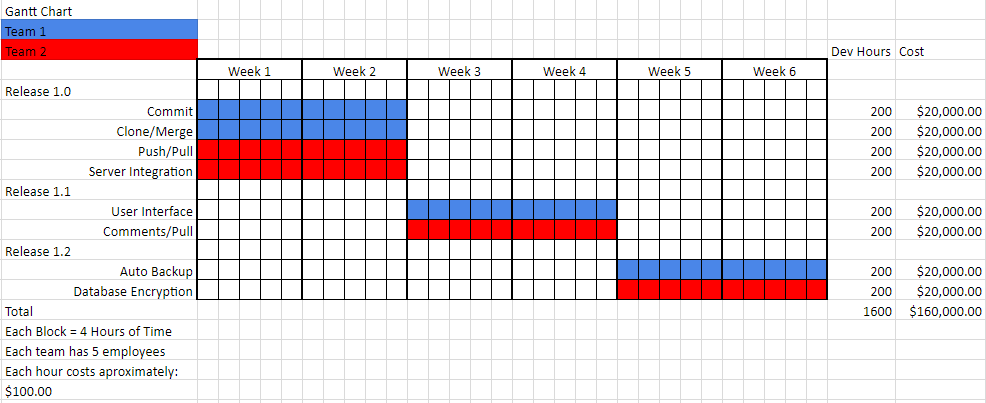 Gantt Chart
Team 1
Team 2
Dev Hours Cost
Week 1 Week 2 Week 3 Week 4 Week 5 Week 6
Release 1.0
Commit 200 $20,000.00
Clone/Merge 200 $20,000.00
Push/Pull 200 $20,000.00
Server Integration 200 $20,000.00
Release 1.1
User Interface 200 $20,000.00
Comments/Pull 200 $20,000.00
Release 1.2
Auto Backup 200 $20,000.00
Database Encryption 200 $20,000.00
Total 1600 $160,000.00
Each Block = 4 Hours of Time
Each team has 5 employees
Each hour costs aproximately:
$100.00